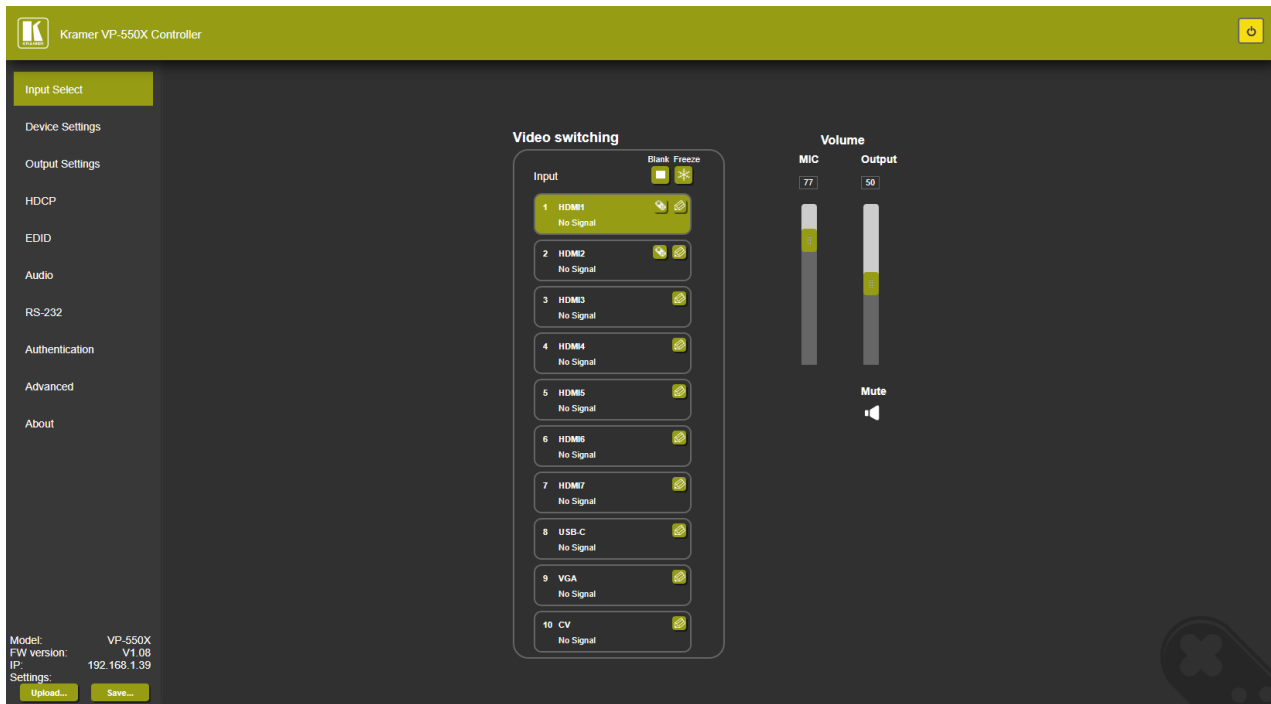 KRAMER
Kramer VP-550X Controller
Input Select
Device Settings
Output Settings
HDCP
EDID
Audio
RS-232
Authentication
Advanced
About
Model: VP-550X
FW version: V1.08
IP: 192.168.1.39
Settings:
Upload... Save...
Video switching
Blank Freeze
Input
1 HDMI1
No Signal
2 HDMI2
No Signal
3 HDMI3
No Signal
4 HDMI4
No Signal
5 HDMI5
No Signal
6 HDMI6
No Signal
7 HDMI7
No Signal
8 USB-C
No Signal
9 VGA
No Signal
10 CV
No Signal
Volume
MIC Output
77 50
Mute